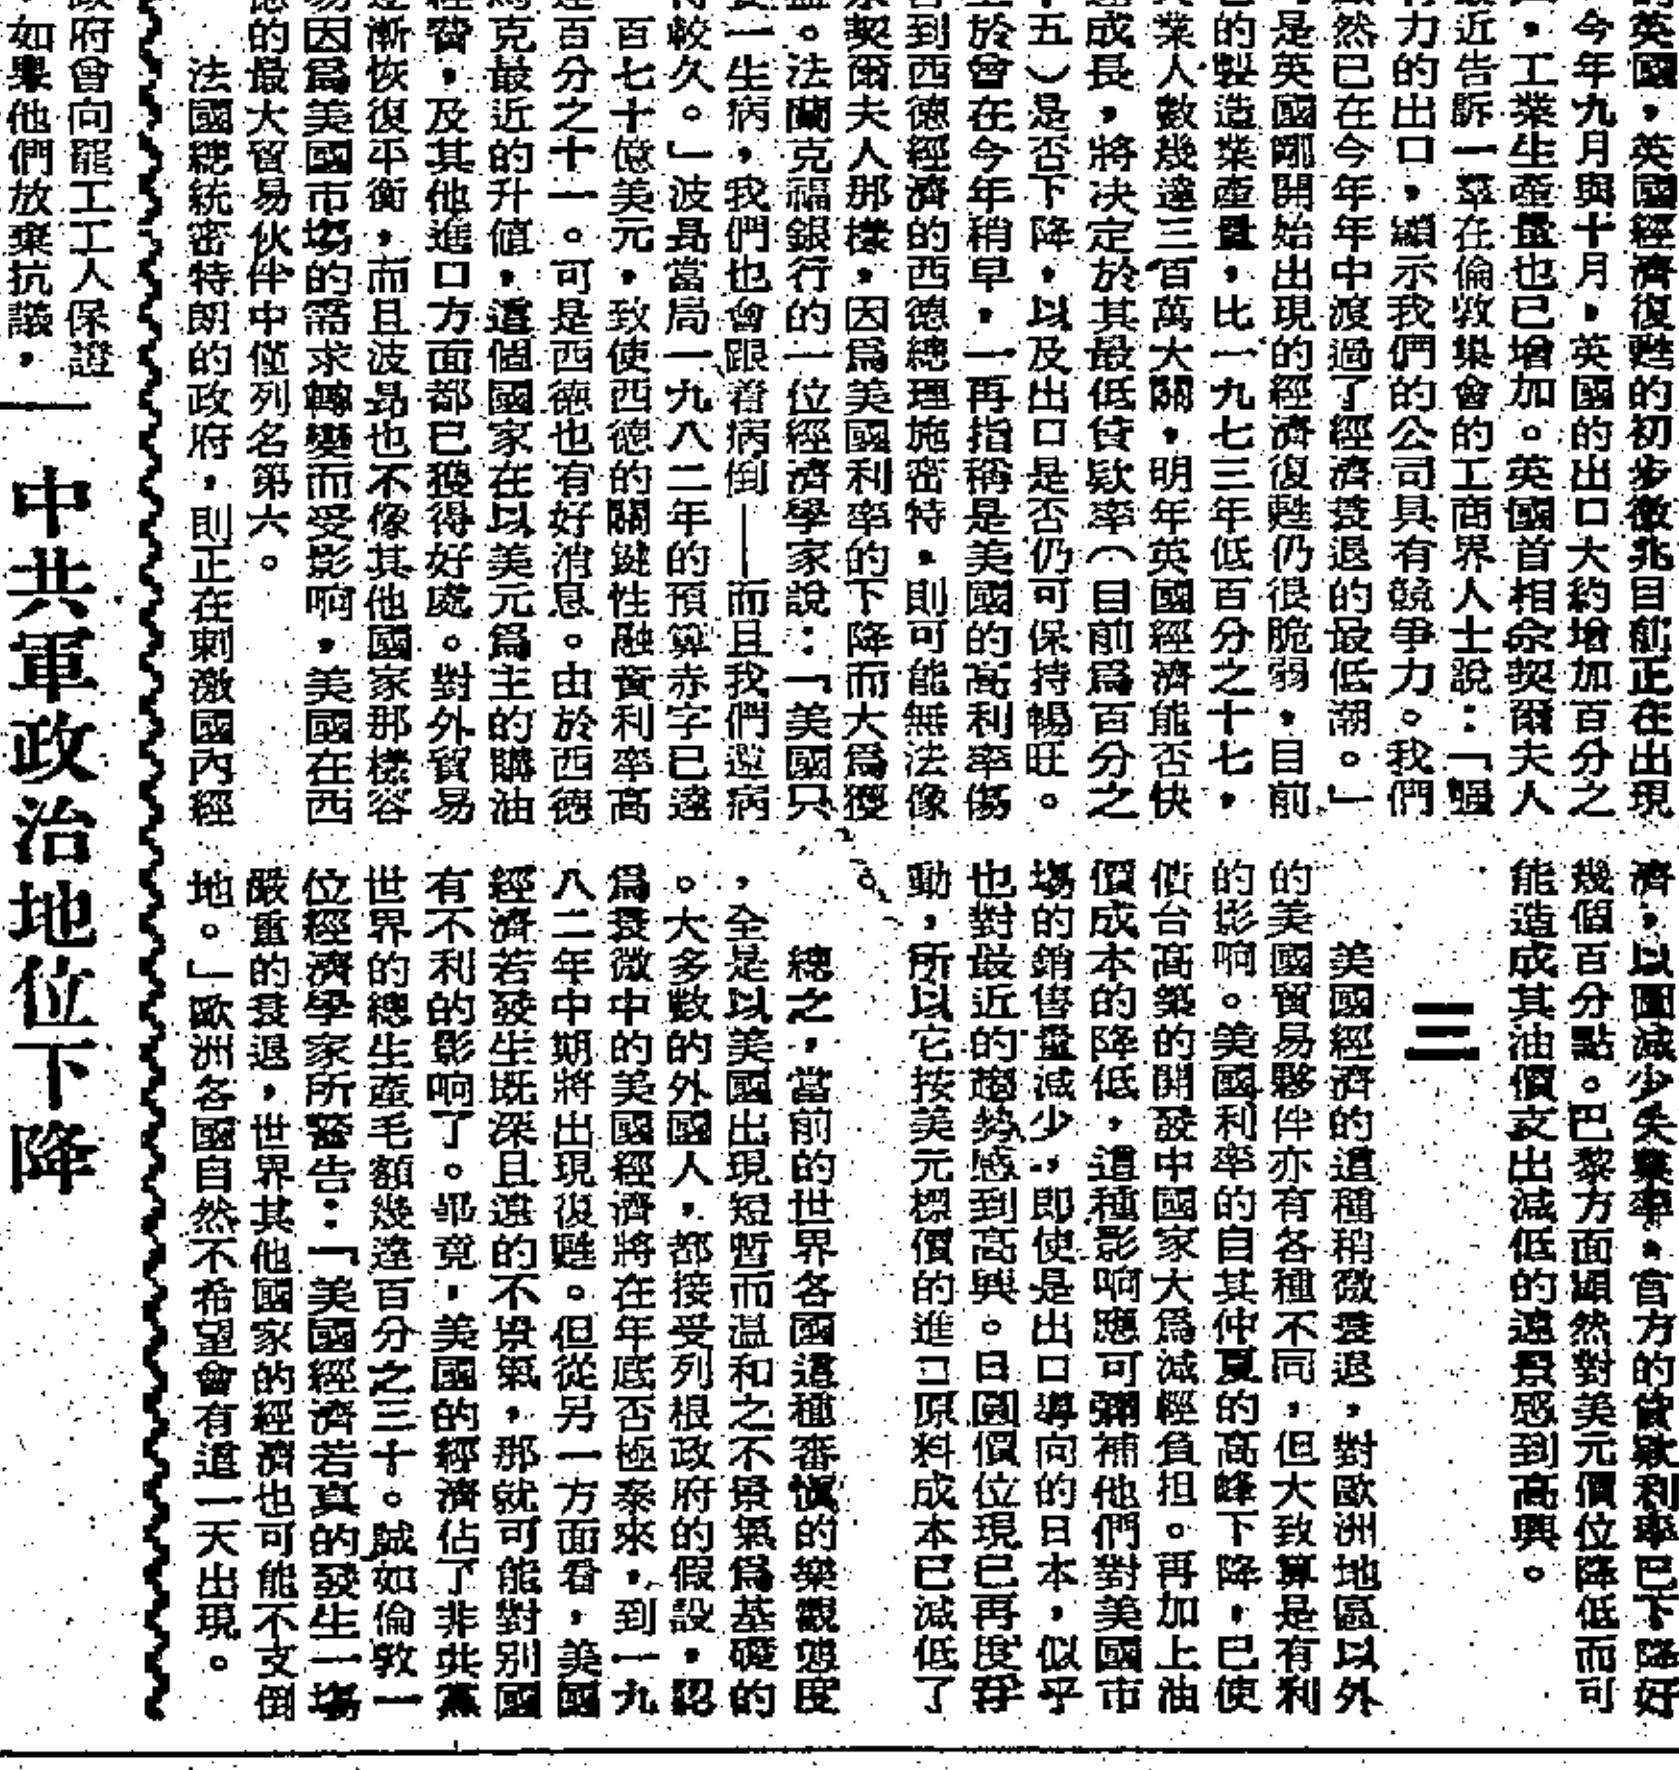 英國，英國經濟復甦的初步徵兆目前正在出現
今年九月與十月，英國的出口大約增加百分之
，工業生產量也已增加。英國首相佘契爾夫人
最近告訴一羣在倫敦集會的工商界人士說：「過
力的出口，顯示我們的公司具有競爭力。我們
然已在今年年中渡過了經濟衰退的最低潮。」
是英國剛開始出現的經濟復甦仍很脆弱，目前
的製造業產量，比一九七三年低百分之十七，
業人數幾達三百萬大關，明年英國經濟能否快
速成長，將決定於其最低貸款率（目前爲百分之
五）是否下降，以及出口是否仍可保持暢旺。
於曾在今年稍早，一再指稱是美國的高利率傷
害到西德經濟的西德總理施密特，則可能無法像
佘契爾夫人那樣，因爲美國利率的下降而大爲獲
益。法蘭克福銀行的一位經濟學家說：「美國只
要一生病，我們也會跟着病倒——而且我們還病
得較久。」波昂當局一九八二年的預算赤字已達
百七十億美元，致使西德的關鍵性融資利率高
達百分之十一。可是西德也有好消息。由於西德
馬克最近的升値，這個國家在以美元爲主的購油
經費，及其他進口方面都已獲得好處。對外貿易
逐漸恢復平衡，而且波昂也不像其他國家那樣容
易因爲美國市場的需求轉變而受影响，美國在西
德的最大貿易伙伴中僅列名第六。
法國總統密特朗的政府，則正在刺激國內經
濟，以圖減少失業率，官方的貸款利率已下降好
幾個百分點。巴黎方面顯然對美元價位降低而可
能造成其油價支出減低的遠景感到高興。
三
美國經濟的這種稍微衰退，對歐洲地區以外
的美國貿易夥伴亦有各種不同，但大致算是有利
的影响。美國利率的自其仲夏的高峰下降，已使
債台高築的開發中國家大爲減輕負担。再加上油
價成本的降低，這種影响應可彌補他們對美國市
場的銷售量減少，即使是出口導向的日本，似乎
也對最近的趨勢感到高興。日圓價位現已再度呑
動，所以它按美元標價的進口原料成本已減低了
。
總之，當前的世界各國這種審愼的樂觀態度
，全是以美國出現短暫而温和之不景氣爲基礎的
。大多數的外國人，都接受列根政府的假設，認
爲衰微中的美國經濟將在年底否極泰來，到一九
八二年中期將出現復甦。但從另一方面看，美國
經濟若發生既深且遠的不景氣，那就可能對別國
有不利的影响了。畢竟，美國的經濟佔了非共黨
世界的總生產毛額幾達百分之三十。誠如倫敦一
位經濟學家所警告：「美國經濟若真的發生一場
嚴重的衰退，世界其他國家的經濟也可能不支倒
地。」歐洲各國自然不希望會有這一天出現。
政府曾向罷工工人保證
，如果他們放棄抗議，
中共軍政治地位下降